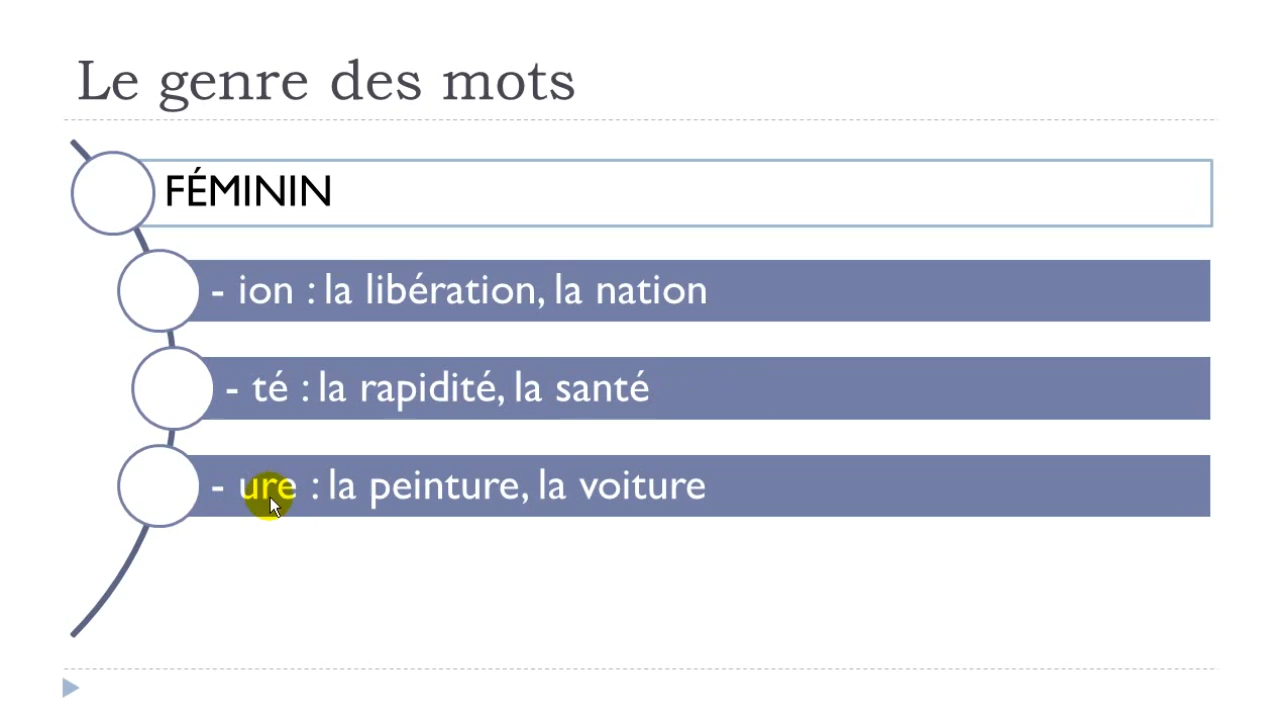 Le genre des mots
FÉMININ
- ion : la libération, la nation
- té : la rapidité, la santé
- ure : la peinture, la voiture